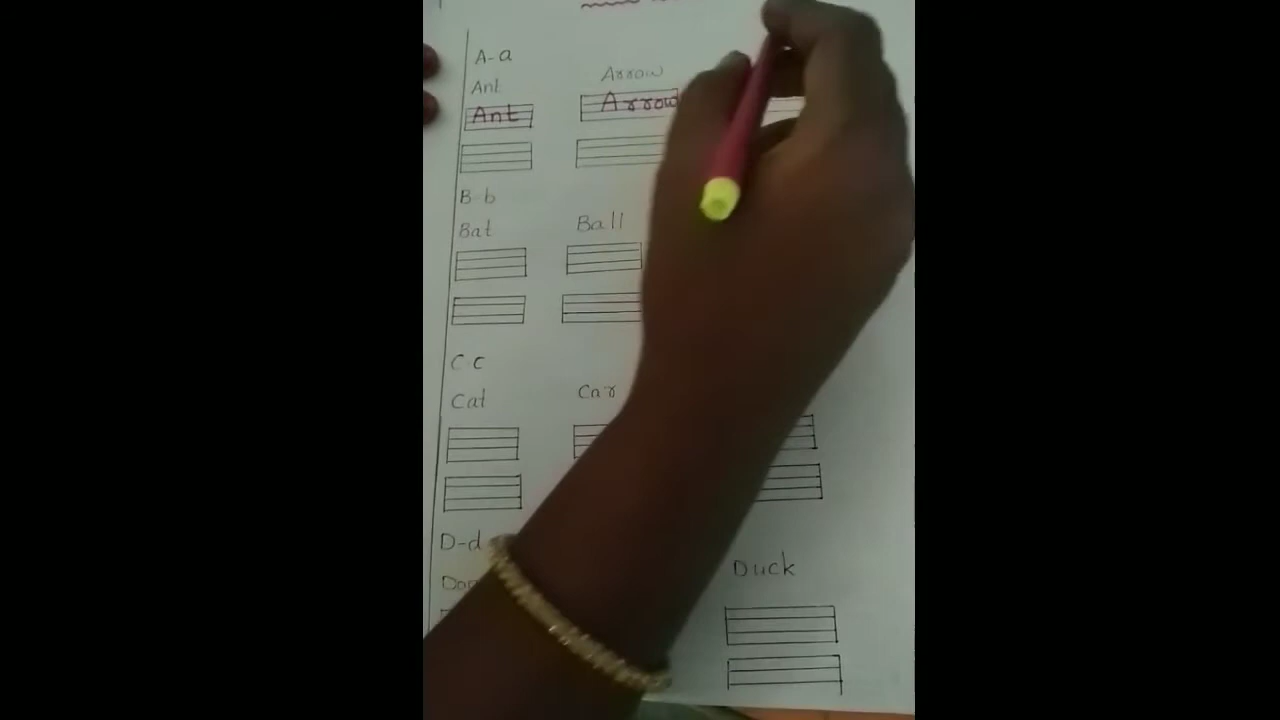 A-a
Ant Arrow
Ant Arrow
B-b
Bat Ball
C c
Cat Car
D-d
Duck